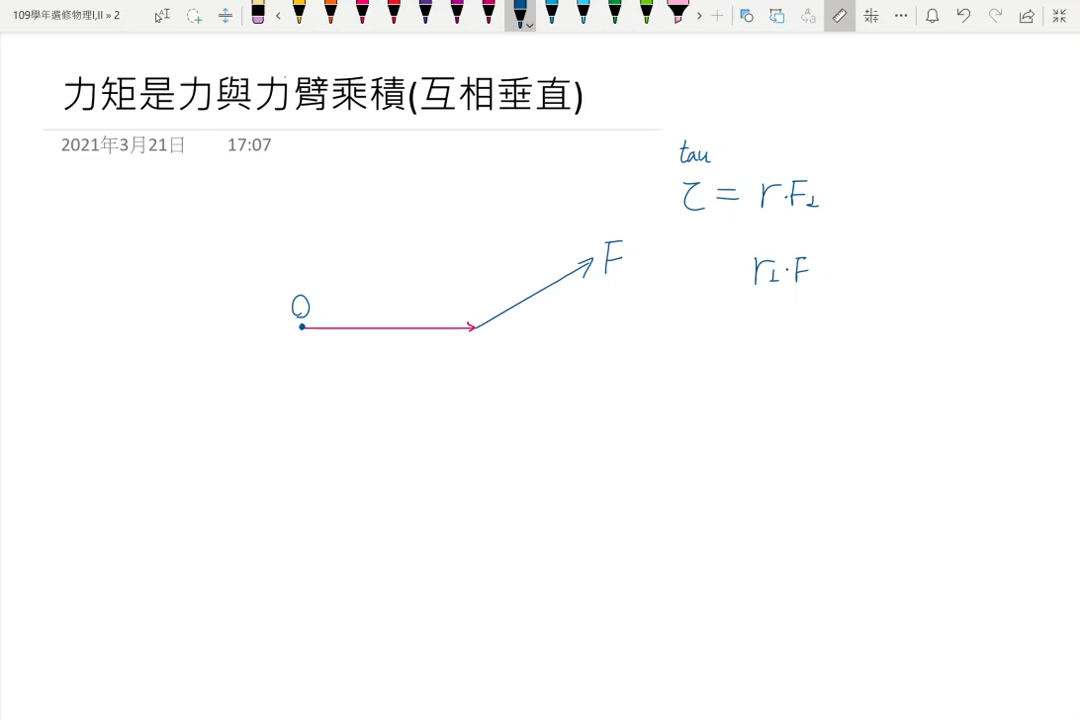 109學年選修物理I,II » 2
力矩是力與力臂乘積(互相垂直)
2021年3月21日 17:07
tau
τ = r·F⊥
r⊥·F
F
O